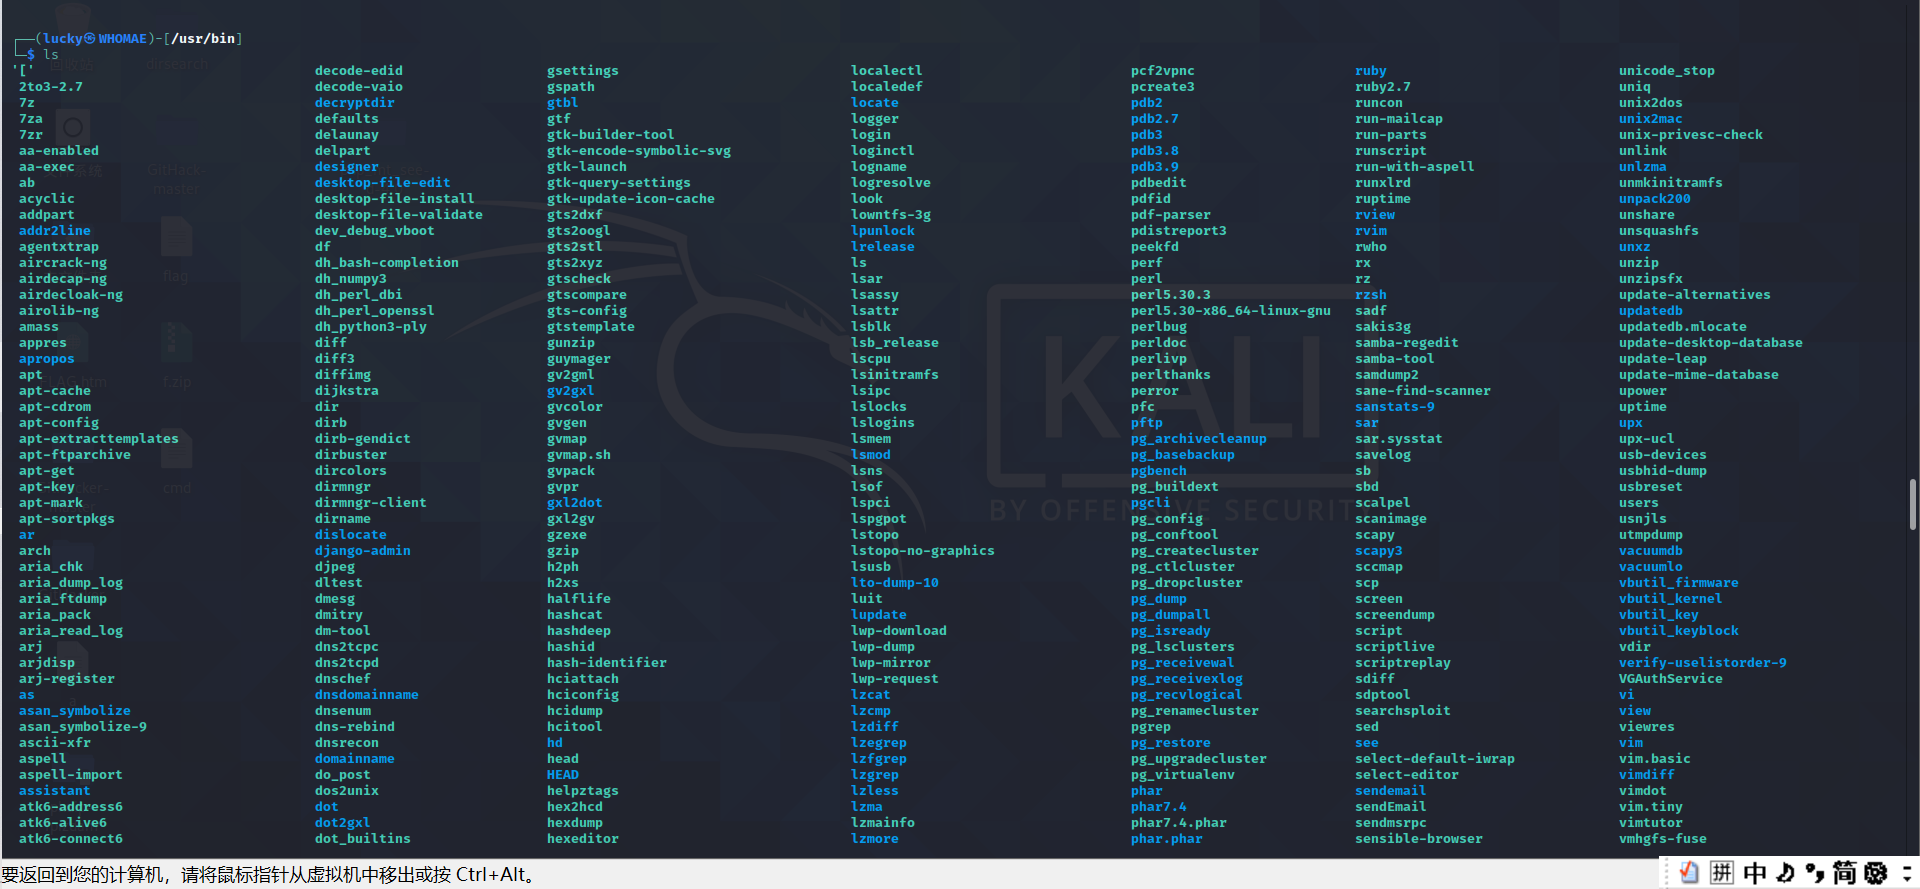 ┌──(lucky㉿WHOMAE)-[/usr/bin]
└─$ ls
'[' decode-edid gsettings localectl pcf2vpnc ruby unicode_stop
2to3-2.7 decode-vaio gspath localedef pcreate3 ruby2.7 uniq
7z decryptdir gtbl locate pdb2 runcon unix2dos
7za defaults gtf logger pdb2.7 run-mailcap unix2mac
7zr delaunay gtk-builder-tool login pdb3 run-parts unix-privesc-check
aa-enabled delpart gtk-encode-symbolic-svg loginctl pdb3.8 runscript unlink
aa-exec designer gtk-launch logname pdb3.9 run-with-aspell unlzma
ab desktop-file-edit gtk-query-settings logresolve pdbedit runxlrd unmkinitramfs
acyclic desktop-file-install gtk-update-icon-cache look pdfid ruptime unpack200
addpart desktop-file-validate gts2dxf lowntfs-3g pdf-parser rview unshare
addr2line dev_debug_vboot gts2oogl lpunlock pdistreport3 rvim unsquashfs
agentxtrap df gts2stl lrelease peekfd rwho unxz
aircrack-ng dh_bash-completion gts2xyz ls perf rx unzip
airdecap-ng dh_numpy3 gtscheck lsar perl rz unzipsfx
airdecloak-ng dh_perl_dbi gtscompare lsassy perl5.30.3 rzsh update-alternatives
airolib-ng dh_perl_openssl gts-config lsattr perl5.30-x86_64-linux-gnu sadf updatedb
amass dh_python3-ply gtstemplate lsblk perlbug sakis3g updatedb.mlocate
appres diff gunzip lsb_release perldoc samba-regedit update-desktop-database
apropos diff3 guymager lscpu perlivp samba-tool update-leap
apt diffimg gv2gml lsinitramfs perlthanks samdump2 update-mime-database
apt-cache dijkstra gv2gxl lsipc perror sane-find-scanner upower
apt-cdrom dir gvcolor lslocks pfc sanstats-9 uptime
apt-config dirb gvgen lslogins pftp sar upx
apt-extracttemplates dirb-gendict gvmap lsmem pg_archivecleanup sar.sysstat upx-ucl
apt-ftparchive dirbuster gvmap.sh lsmod pg_basebackup savelog usb-devices
apt-get dircolors gvpack lsns pgbench sb usbhid-dump
apt-key dirmngr gvpr lsof pg_buildext sbd usbreset
apt-mark dirmngr-client gxl2dot lspci pgcli scalpel users
apt-sortpkgs dirname gxl2gv lspgpot pg_config scanimage usnjls
ar dislocate gzexe lstopo pg_conftool scapy utmpdump
arch django-admin gzip lstopo-no-graphics pg_createcluster scapy3 vacuumdb
aria_chk djpeg h2ph lsusb pg_ctlcluster sccmap vacuumlo
aria_dump_log dltest h2xs lto-dump-10 pg_dropcluster scp vbutil_firmware
aria_ftdump dmesg halflife luit pg_dump screen vbutil_kernel
aria_pack dmitry hashcat lupdate pg_dumpall screendump vbutil_key
aria_read_log dm-tool hashdeep lwp-download pg_isready script vbutil_keyblock
arj dns2tcpc hashid lwp-dump pg_lsclusters scriptlive vdir
arjdisp dns2tcpd hash-identifier lwp-mirror pg_receivewal scriptreplay verify-uselistorder-9
arj-register dnschef hciattach lwp-request pg_receivexlog sdiff VGAuthService
as dnsdomainname hciconfig lzcat pg_recvlogical sdptool vi
asan_symbolize dnsenum hcidump lzcmp pg_renamecluster searchsploit view
asan_symbolize-9 dns-rebind hcitool lzdiff pgrep sed viewres
ascii-xfr dnsrecon hd lzegrep pg_restore see vim
aspell domainname head lzfgrep pg_upgradecluster select-default-iwrap vim.basic
aspell-import do_post HEAD lzgrep pg_virtualenv select-editor vimdiff
assistant dos2unix helpztags lzless phar sendemail vimdot
atk6-address6 dot hex2hcd lzma phar7.4 sendEmail vim.tiny
atk6-alive6 dot2gxl hexdump lzmainfo phar7.4.phar sendmsrpc vimtutor
atk6-connect6 dot_builtins hexeditor lzmore phar.phar sensible-browser vmhgfs-fuse
dirsearch
GitHack-
master
flag
f.zip
cmd
KALI
BY OFFENSIVE SECURITY
要返回到您的计算机，请将鼠标指针从虚拟机中移出或按 Ctrl+Alt。
拼 中 简